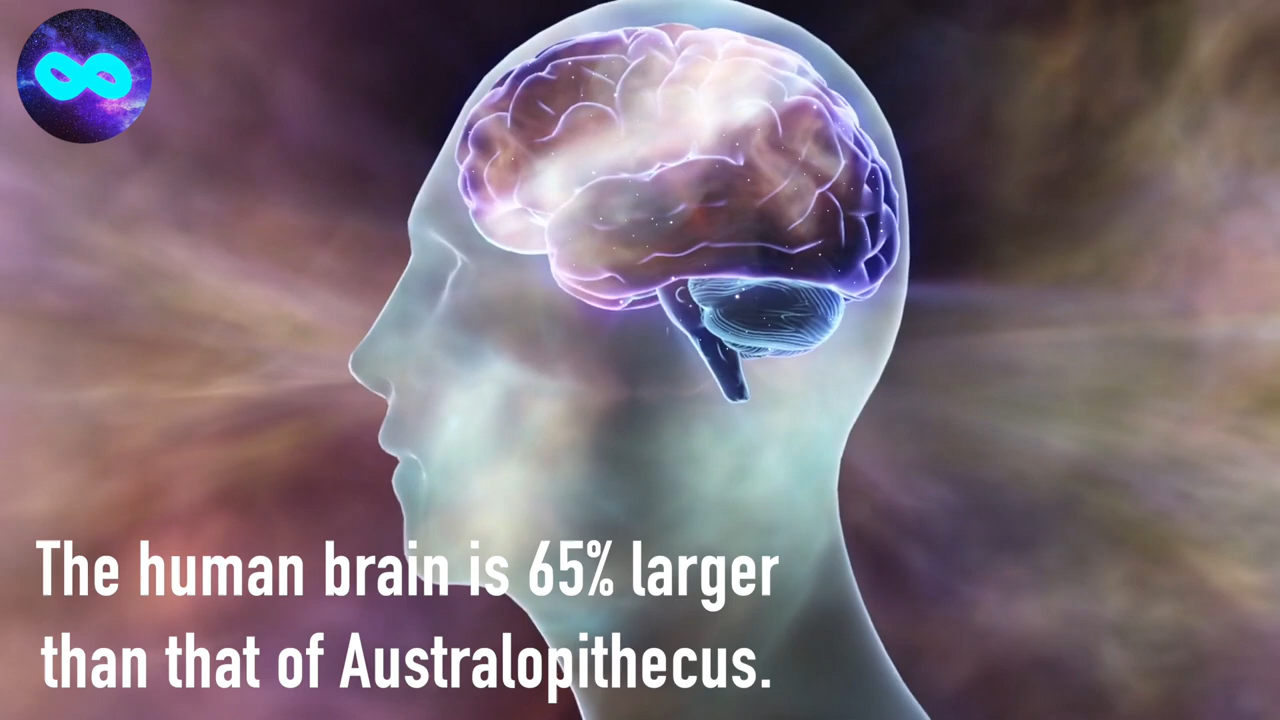 The human brain is 65% larger
than that of Australopithecus.